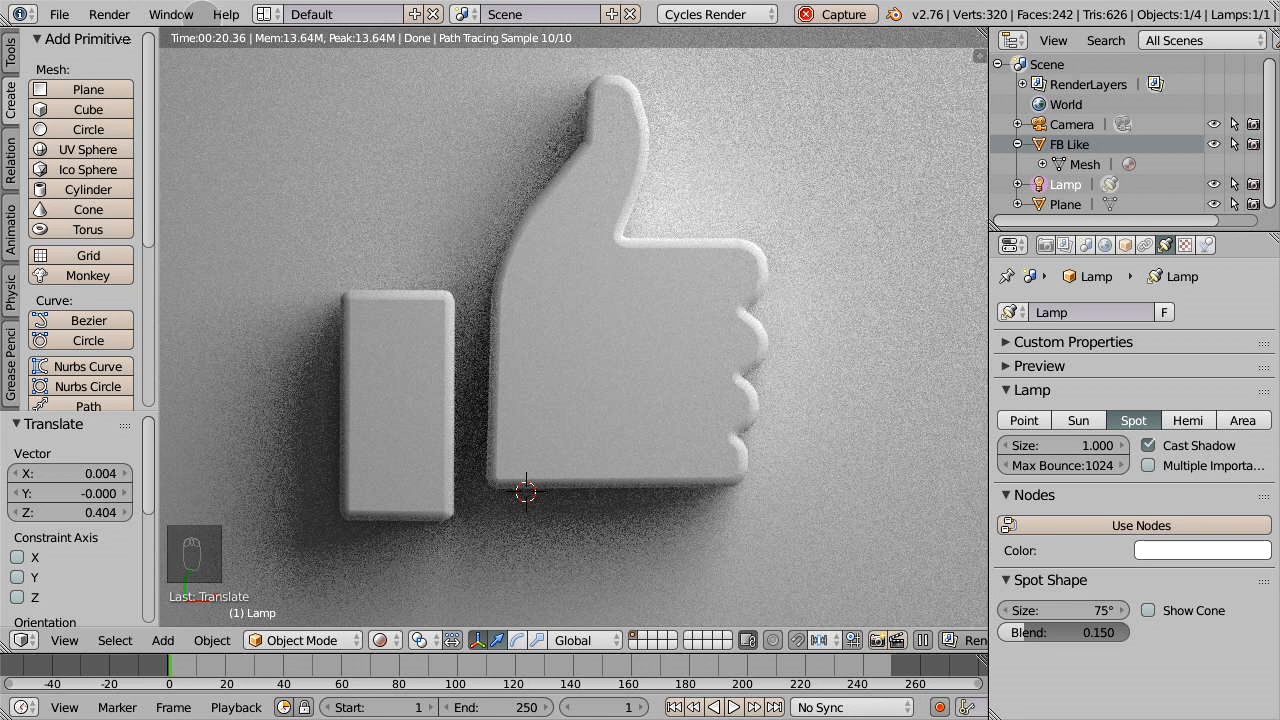 File Render Window Help Default Scene Cycles Render Capture v2.76 | Verts:320 | Faces:242 | Tris:626 | Objects:1/4 | Lamps:1/1 |
Time:00:20.36 | Mem:13.64M, Peak:13.64M | Done | Path Tracing Sample 10/10
Tools
Create
Relation
Animatio
Physic
Grease Penci
Add Primitive
Mesh:
Plane
Cube
Circle
UV Sphere
Ico Sphere
Cylinder
Cone
Torus
Grid
Monkey
Curve:
Bezier
Circle
Nurbs Curve
Nurbs Circle
Path
Translate
Vector
X: 0.004
Y: -0.000
Z: 0.404
Constraint Axis
X
Y
Z
Orientation
Last: Translate
(1) Lamp
View Select Add Object Object Mode Global Ren
-40 -20 0 20 40 60 80 100 120 140 160 180 200 220 240 260
View Marker Frame Playback Start: 1 End: 250 1 No Sync
View Search All Scenes
Scene
RenderLayers |
World
Camera |
FB Like
Mesh |
Lamp |
Plane |
Lamp Lamp
Lamp F
Custom Properties
Preview
Lamp
Point Sun Spot Hemi Area
Size: 1.000 Cast Shadow
Max Bounce:1024 Multiple Importa...
Nodes
Use Nodes
Color:
Spot Shape
Size: 75° Show Cone
Blend: 0.150